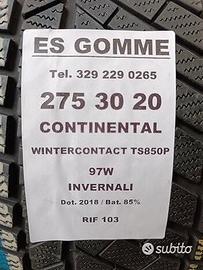 ES GOMME
Tel. 329 229 0265
275 30 20
CONTINENTAL
WINTERCONTACT TS850P
97W
INVERNALI
Dot. 2018 / Bat. 85%
RIF 103
subito